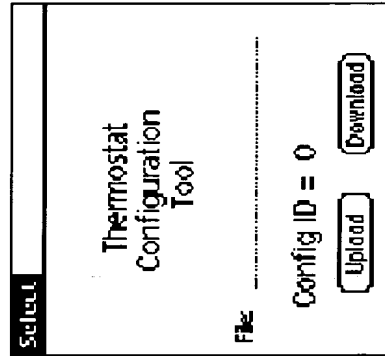 Select
Thermostat
Configuration
Tool
File:
Config ID = 0
Upload Download